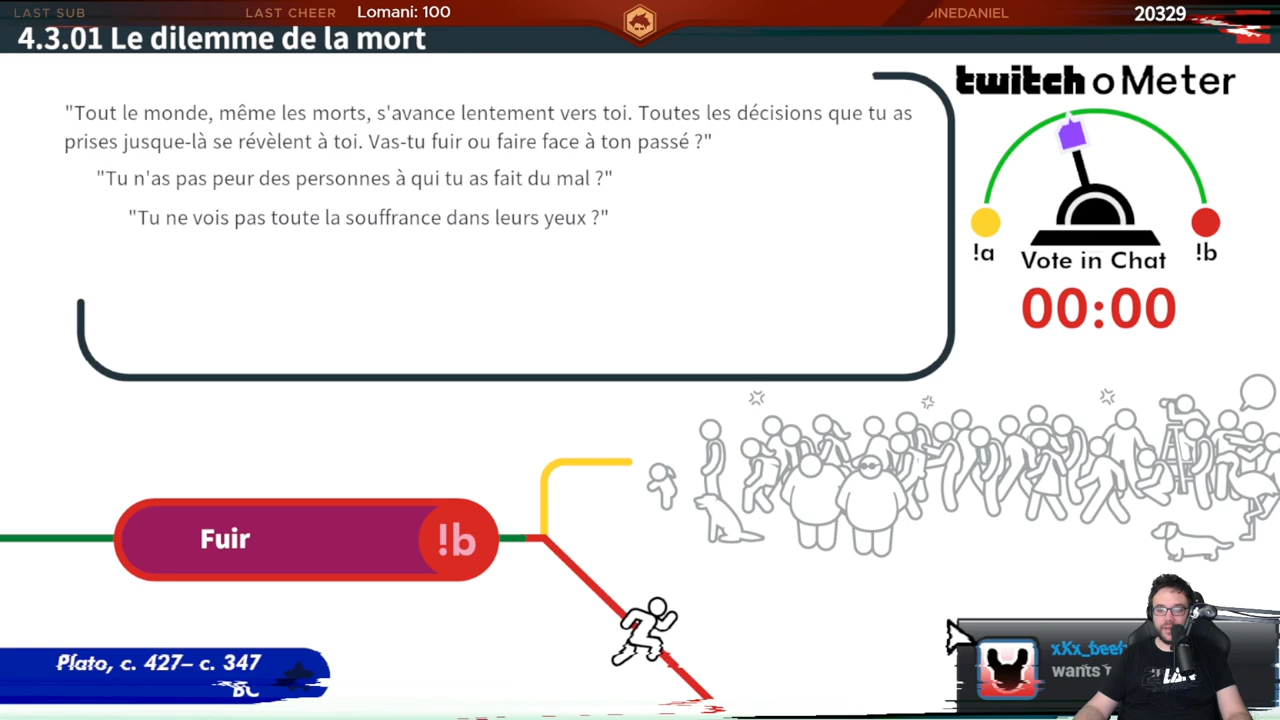 LAST SUB LAST CHEER Lomani: 100 DINEDANIEL 20329
4.3.01 Le dilemme de la mort
twitch o Meter
"Tout le monde, même les morts, s'avance lentement vers toi. Toutes les décisions que tu as
prises jusque-là se révèlent à toi. Vas-tu fuir ou faire face à ton passé ?"
"Tu n'as pas peur des personnes à qui tu as fait du mal ?"
"Tu ne vois pas toute la souffrance dans leurs yeux ?"
!a !b
Vote in Chat
00:00
Fuir !b
Plato, c. 427– c. 347
BC
wants